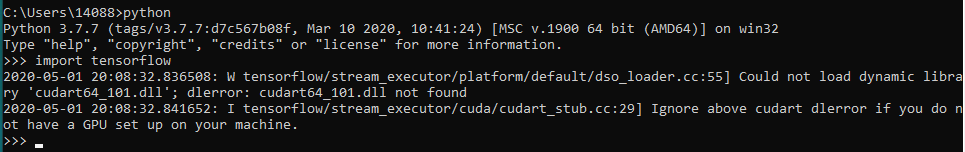 C:\Users\14088>python
Python 3.7.7 (tags/v3.7.7:d7c567b08f, Mar 10 2020, 10:41:24) [MSC v.1900 64 bit (AMD64)] on win32
Type "help", "copyright", "credits" or "license" for more information.
>>> import tensorflow
2020-05-01 20:08:32.836508: W tensorflow/stream_executor/platform/default/dso_loader.cc:55] Could not load dynamic libra
ry 'cudart64_101.dll'; dlerror: cudart64_101.dll not found
2020-05-01 20:08:32.841652: I tensorflow/stream_executor/cuda/cudart_stub.cc:29] Ignore above cudart dlerror if you do n
ot have a GPU set up on your machine.
>>>